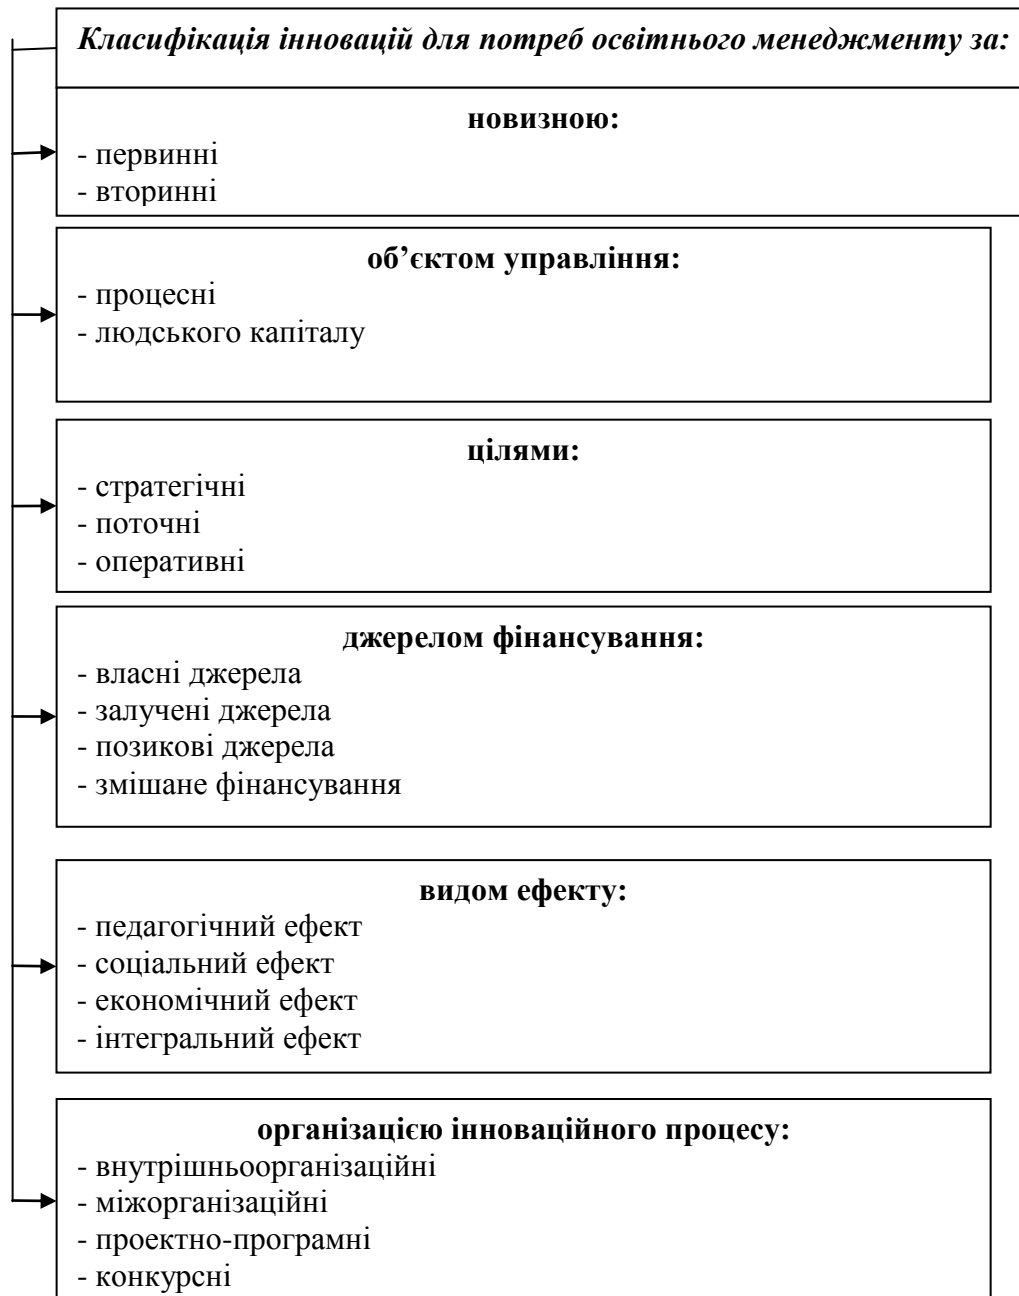 Класифікація інновацій для потреб освітнього менеджменту за:
новизною:
- первинні
- вторинні
об’єктом управління:
- процесні
- людського капіталу
цілями:
- стратегічні
- поточні
- оперативні
джерелом фінансування:
- власні джерела
- залучені джерела
- позикові джерела
- змішане фінансування
видом ефекту:
- педагогічний ефект
- соціальний ефект
- економічний ефект
- інтегральний ефект
організацією інноваційного процесу:
- внутрішньоорганізаційні
- міжорганізаційні
- проектно-програмні
- конкурсні